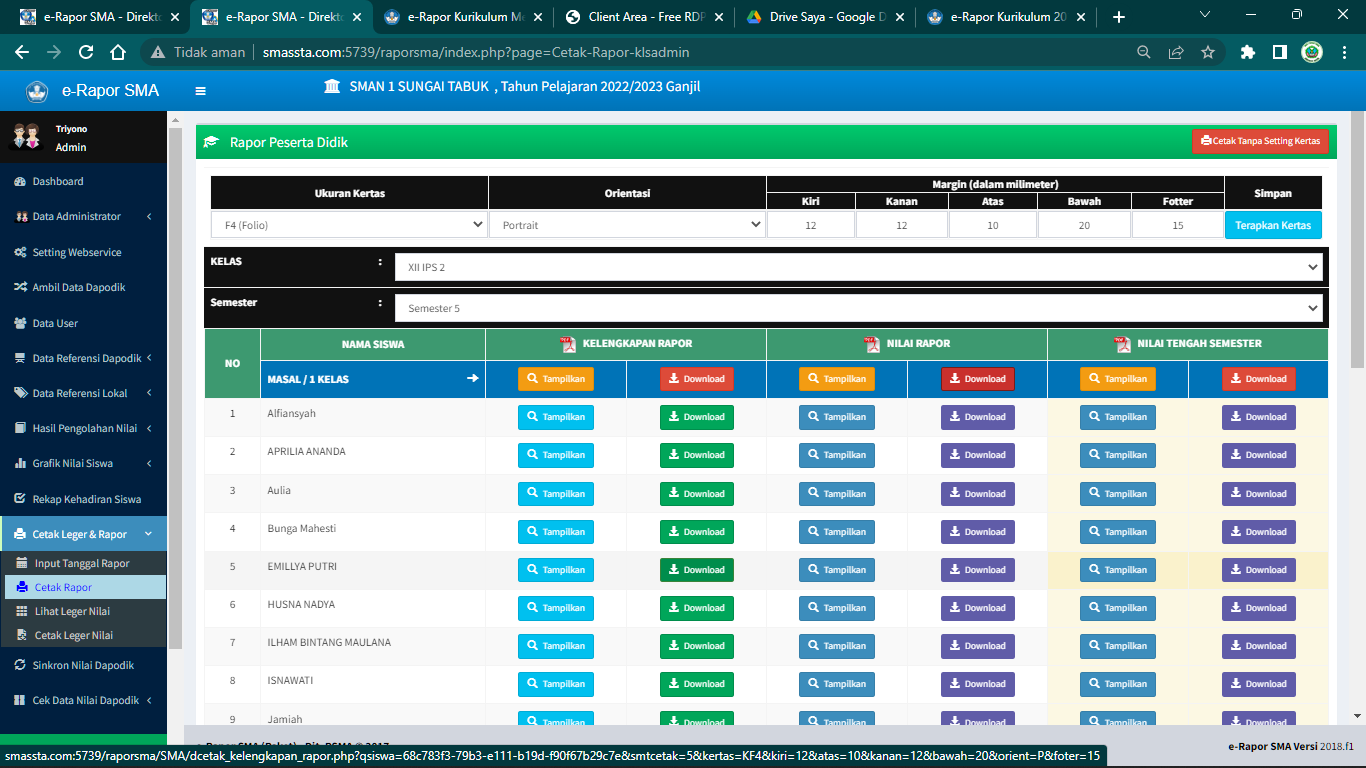 e-Rapor SMA - Direkto
e-Rapor SMA - Direkto
e-Rapor Kurikulum Me
Client Area - Free RDP
Drive Saya - Google D
e-Rapor Kurikulum 20
Tidak aman
smassta.com:5739/raporsma/index.php?page=Cetak-Rapor-klsadmin
e-Rapor SMA
SMAN 1 SUNGAI TABUK , Tahun Pelajaran 2022/2023 Ganjil
Triyono
Admin
Dashboard
Data Administrator
Setting Webservice
Ambil Data Dapodik
Data User
Data Referensi Dapodik
Data Referensi Lokal
Hasil Pengolahan Nilai
Grafik Nilai Siswa
Rekap Kehadiran Siswa
Cetak Leger & Rapor
Input Tanggal Rapor
Cetak Rapor
Lihat Leger Nilai
Cetak Leger Nilai
Sinkron Nilai Dapodik
Cek Data Nilai Dapodik
Rapor Peserta Didik
Cetak Tanpa Setting Kertas
Ukuran Kertas Orientasi Margin (dalam milimeter) Simpan
Kiri Kanan Atas Bawah Fotter
F4 (Folio) Portrait 12 12 10 20 15 Terapkan Kertas
KELAS : XII IPS 2
Semester : Semester 5
NO NAMA SISWA KELENGKAPAN RAPOR NILAI RAPOR NILAI TENGAH SEMESTER
MASAL / 1 KELAS Tampilkan Download Tampilkan Download Tampilkan Download
1 Alfiansyah Tampilkan Download Tampilkan Download Tampilkan Download
2 APRILIA ANANDA Tampilkan Download Tampilkan Download Tampilkan Download
3 Aulia Tampilkan Download Tampilkan Download Tampilkan Download
4 Bunga Mahesti Tampilkan Download Tampilkan Download Tampilkan Download
5 EMILLYA PUTRI Tampilkan Download Tampilkan Download Tampilkan Download
6 HUSNA NADYA Tampilkan Download Tampilkan Download Tampilkan Download
7 ILHAM BINTANG MAULANA Tampilkan Download Tampilkan Download Tampilkan Download
8 ISNAWATI Tampilkan Download Tampilkan Download Tampilkan Download
9 Jamiah Tampilkan Download Tampilkan Download Tampilkan Download
e-Rapor SMA Versi 2018.f1
smassta.com:5739/raporsma/SMA/dcetak_kelengkapan_rapor.php?qsiswa=68c783f3-79b3-e111-b19d-f90f67b29c7e&smtcetak=5&kertas=KF4&kiri=12&atas=10&kanan=12&bawah=20&orient=P&foter=15